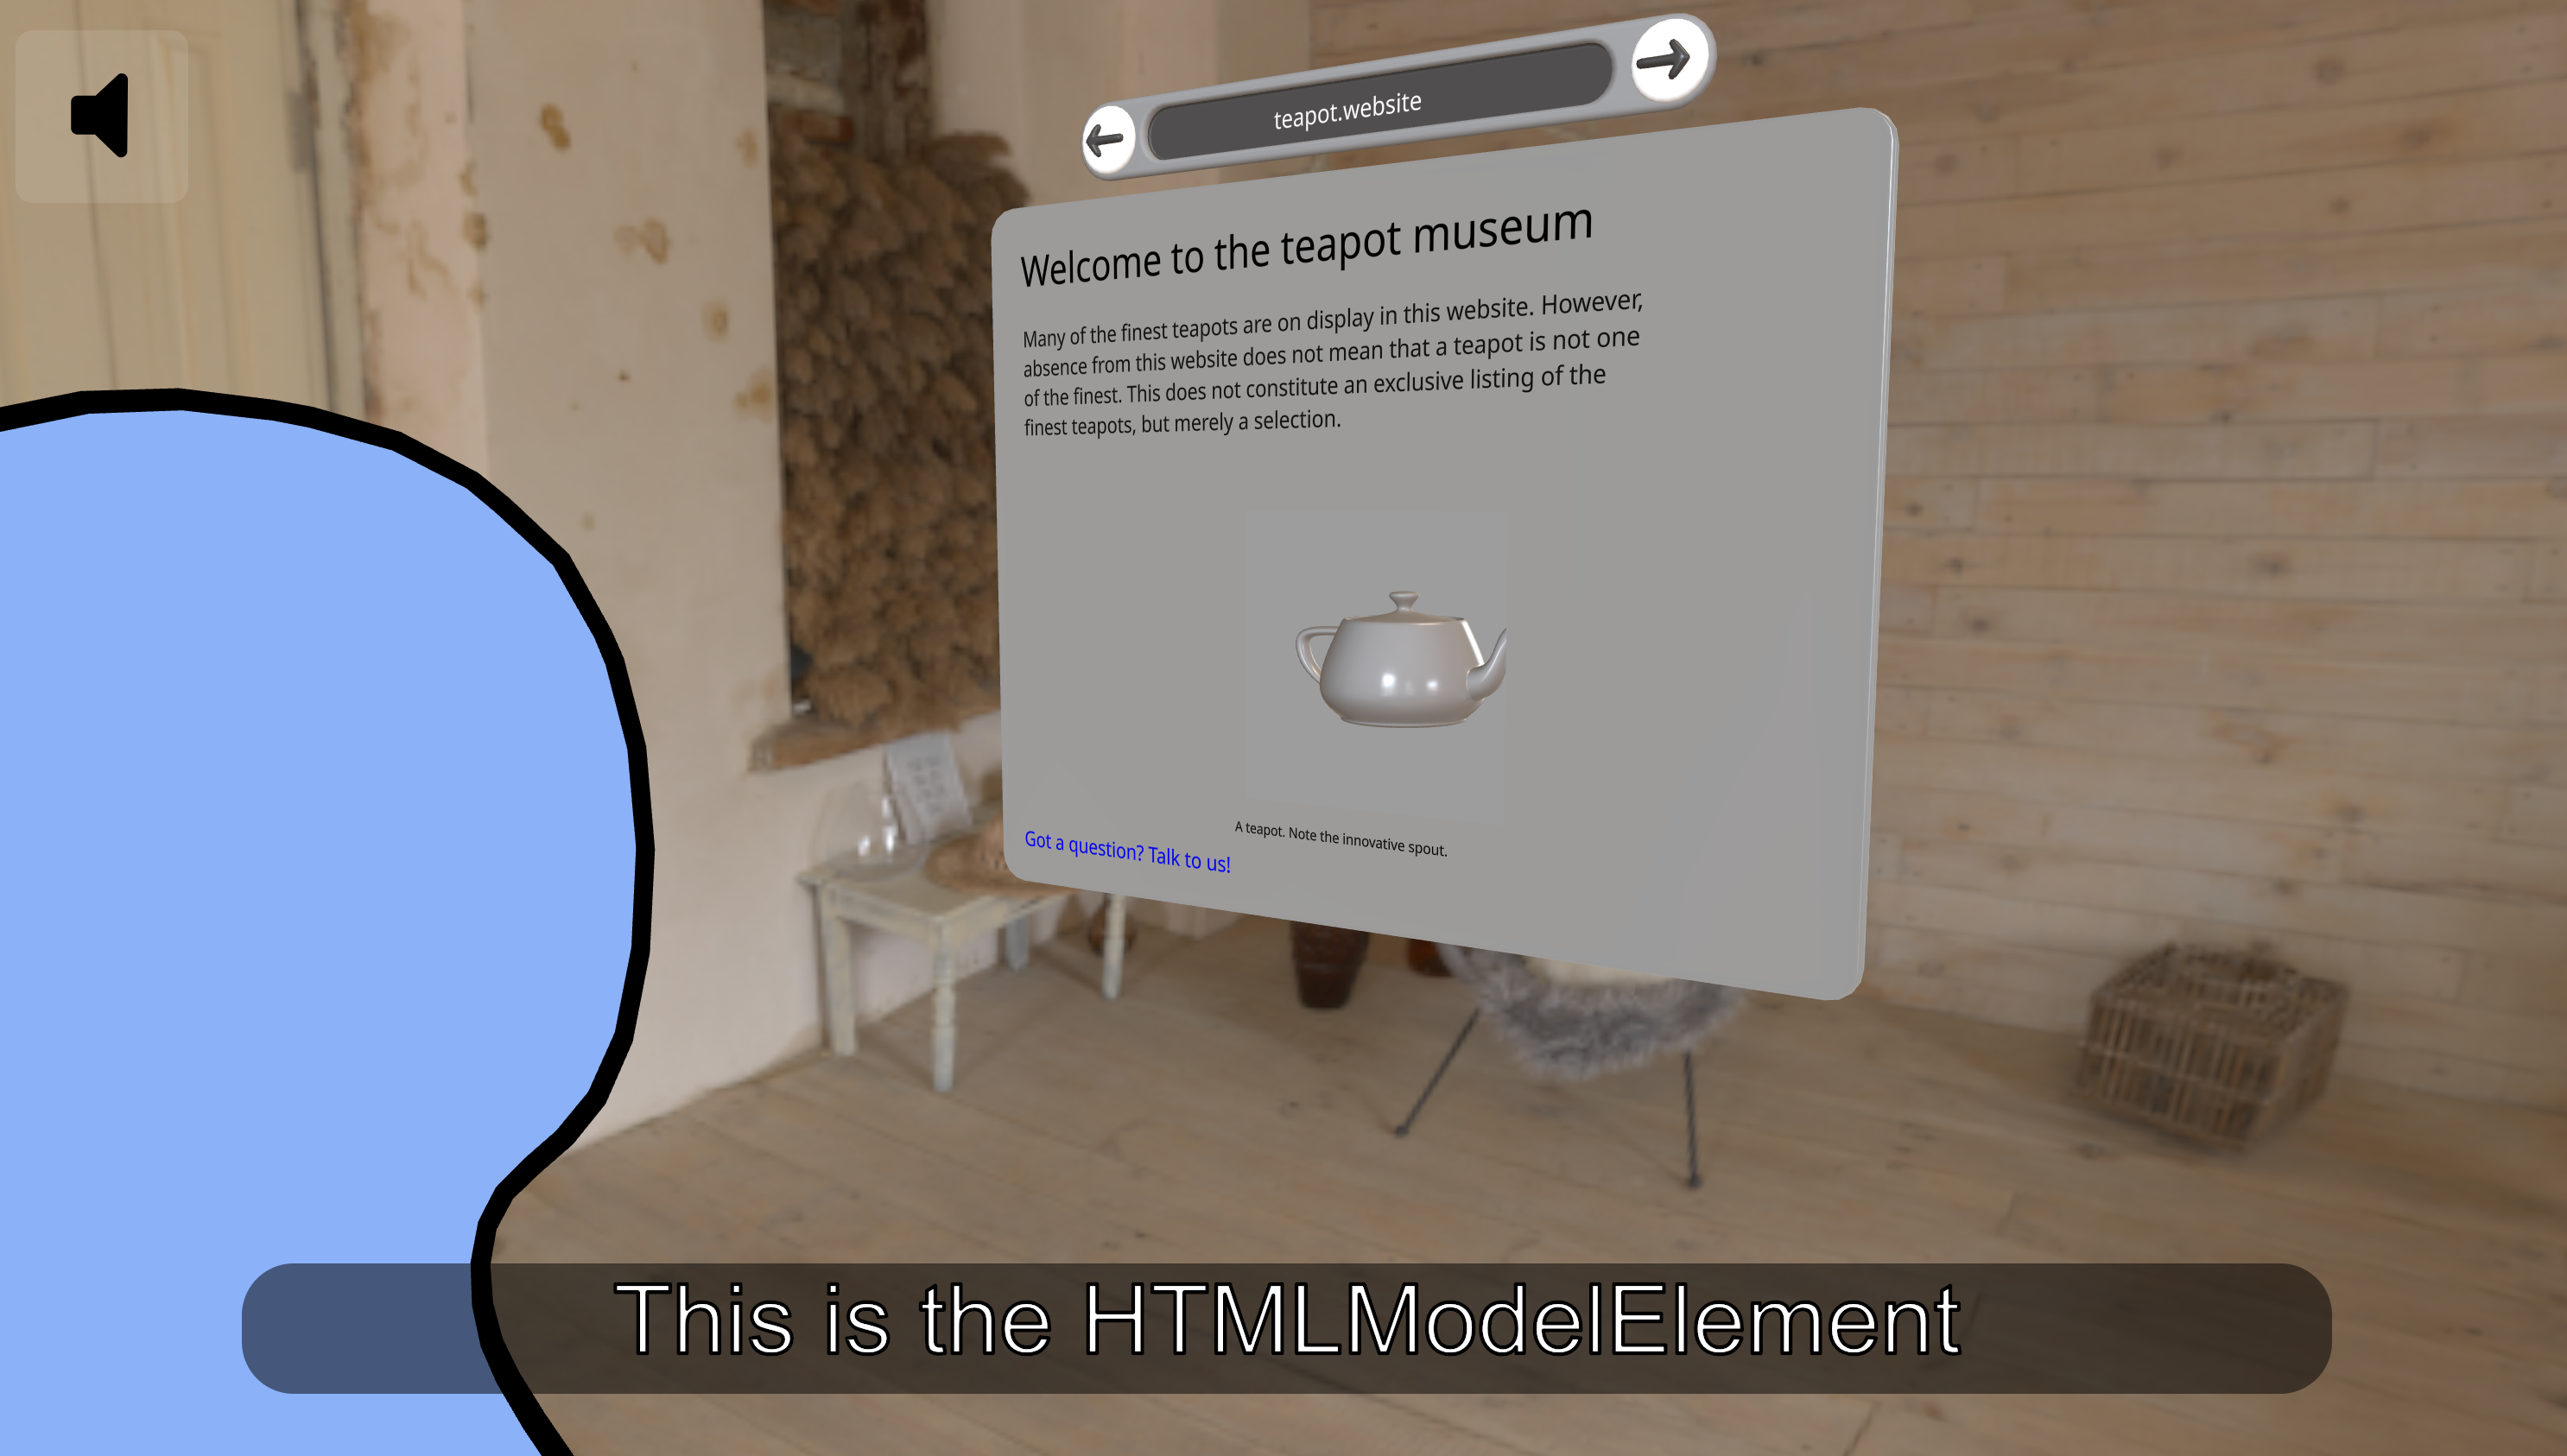 teapot.website
Welcome to the teapot museum
Many of the finest teapots are on display in this website. However,
absence from this website does not mean that a teapot is not one
of the finest. This does not constitute an exclusive listing of the
finest teapots, but merely a selection.
A teapot. Note the innovative spout.
Got a question? Talk to us!
This is the HTMLModelElement